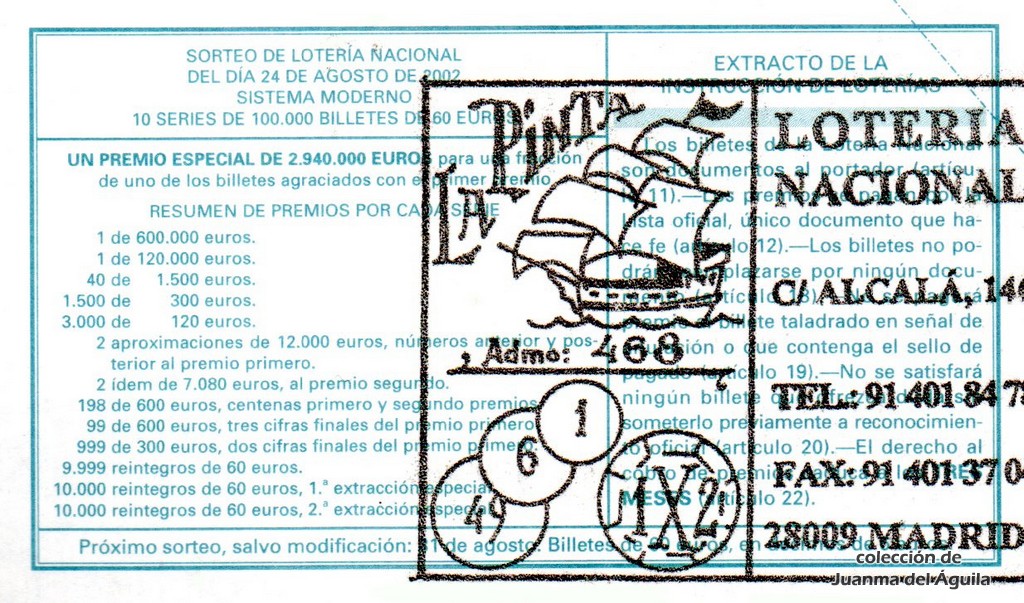 SORTEO DE LOTERÍA NACIONAL
DEL DÍA 24 DE AGOSTO DE 2002
SISTEMA MODERNO
10 SERIES DE 100.000 BILLETES DE 60 EUROS
UN PREMIO ESPECIAL DE 2.940.000 EUROS para una fracción
de uno de los billetes agraciados con el primer premio
RESUMEN DE PREMIOS POR CADA SERIE
1 de 600.000 euros.
1 de 120.000 euros.
40 de 1.500 euros.
1.500 de 300 euros.
3.000 de 120 euros.
2 aproximaciones de 12.000 euros, números anterior y pos-
terior al premio primero.
2 ídem de 7.080 euros, al premio segundo.
198 de 600 euros, centenas primero y segundo premios
99 de 600 euros, tres cifras finales del premio primero
999 de 300 euros, dos cifras finales del premio primero
9.999 reintegros de 60 euros.
10.000 reintegros de 60 euros, 1.ª extracción especial
10.000 reintegros de 60 euros, 2.ª extracción especial
Próximo sorteo, salvo modificación: 31 de agosto. Billetes de euros, en
EXTRACTO DE LA
INSTRUCCIÓN DE LOTERÍAS
Los billetes de la Lotería Nacional
son documentos al portador (artícu-
lo 11).—Los premios se pagan por la
lista oficial, único documento que ha-
ce fe (artículo 12).—Los billetes no po-
drán reemplazarse por ningún docu-
mento (artículo 18).—No se pagará
premio a billete taladrado en señal de
anulación o que contenga el sello de
pagado (artículo 19).—No se satisfará
ningún billete que ofrezca dudas sin
someterlo previamente a reconocimien-
to oficial (artículo 20).—El derecho al
cobro de premios caduca a los TRES
MESES (artículo 22).
LA PINTA
Admo: 468
1
6
49
1X2
LOTERIA
NACIONAL
C/ ALCALÁ, 14
TEL.: 91 401 84 7
FAX: 91 401 37 0
28009 MADRID
colección de
Juanma del Águila